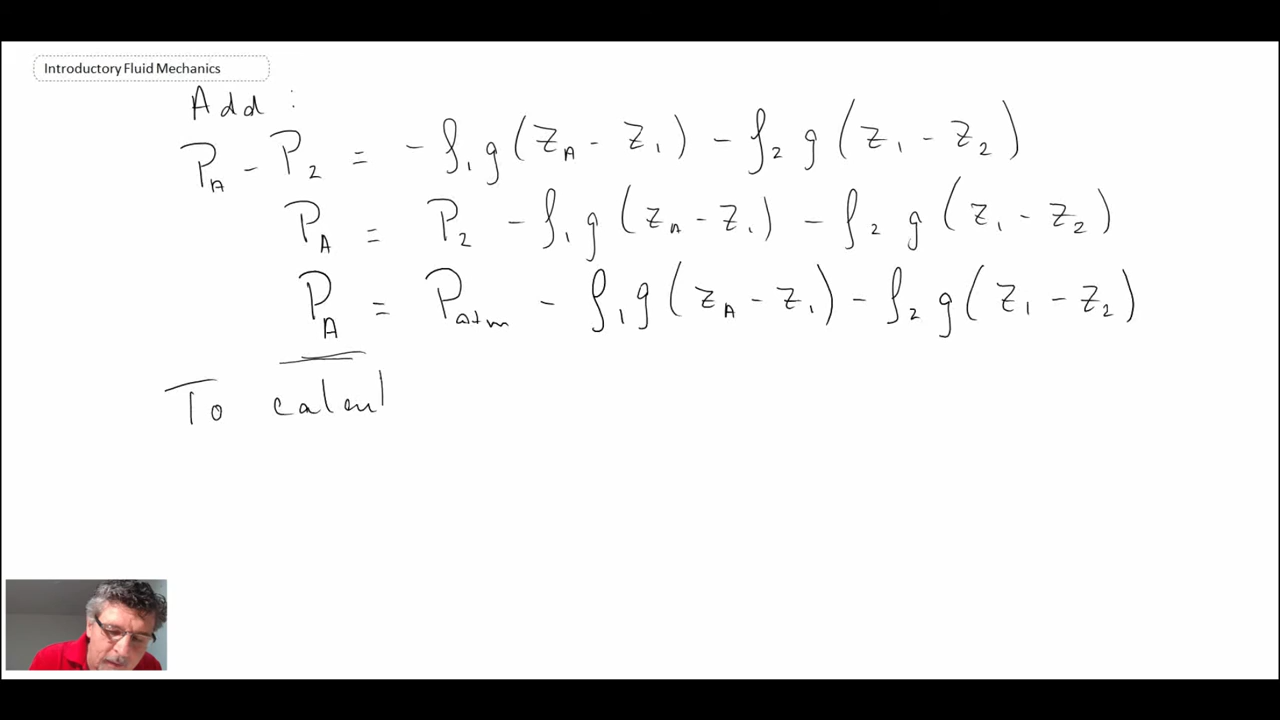 Introductory Fluid Mechanics
Add :
P_A - P_2 = -ρ_1 g (z_A - z_1) - ρ_2 g (z_1 - z_2)
P_A = P_2 - ρ_1 g (z_A - z_1) - ρ_2 g (z_1 - z_2)
P_A = P_atm - ρ_1 g (z_A - z_1) - ρ_2 g (z_1 - z_2)
To calcul